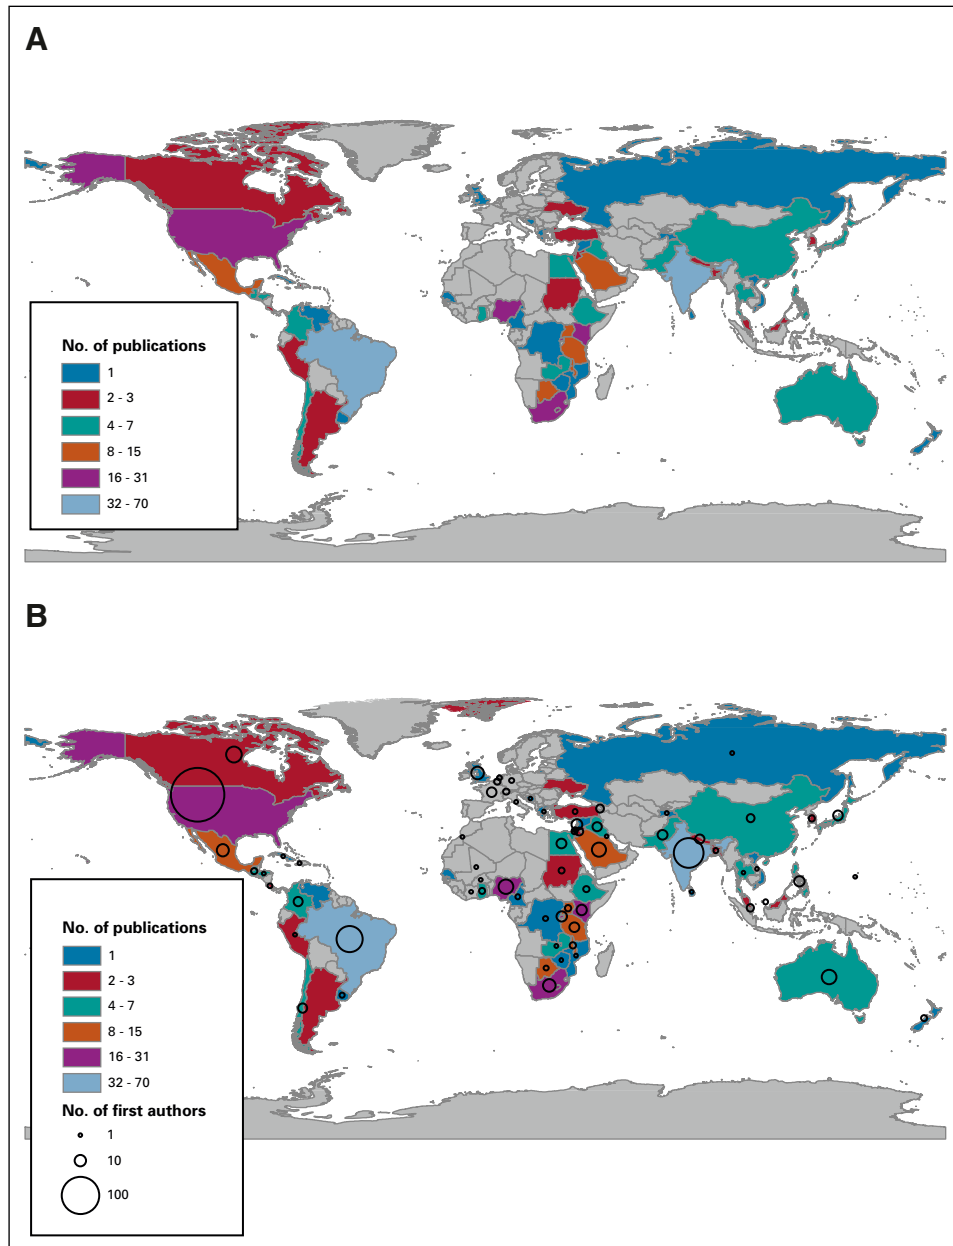 A
No. of publications
1
2 - 3
4 - 7
8 - 15
16 - 31
32 - 70
B
No. of publications
1
2 - 3
4 - 7
8 - 15
16 - 31
32 - 70
No. of first authors
1
10
100